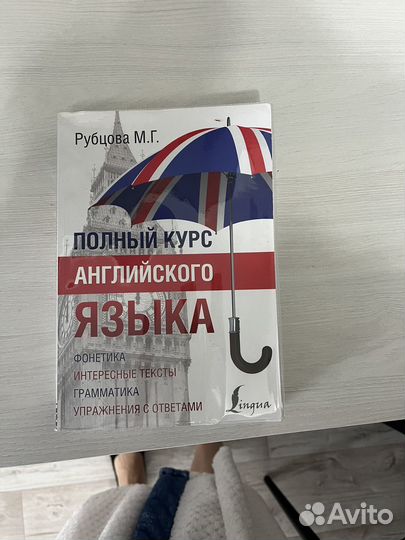 Рубцова М.Г.
ПОЛНЫЙ КУРС
АНГЛИЙСКОГО
ЯЗЫКА
ФОНЕТИКА
ИНТЕРЕСНЫЕ ТЕКСТЫ
ГРАММАТИКА
УПРАЖНЕНИЯ С ОТВЕТАМИ
Lingua
Avito